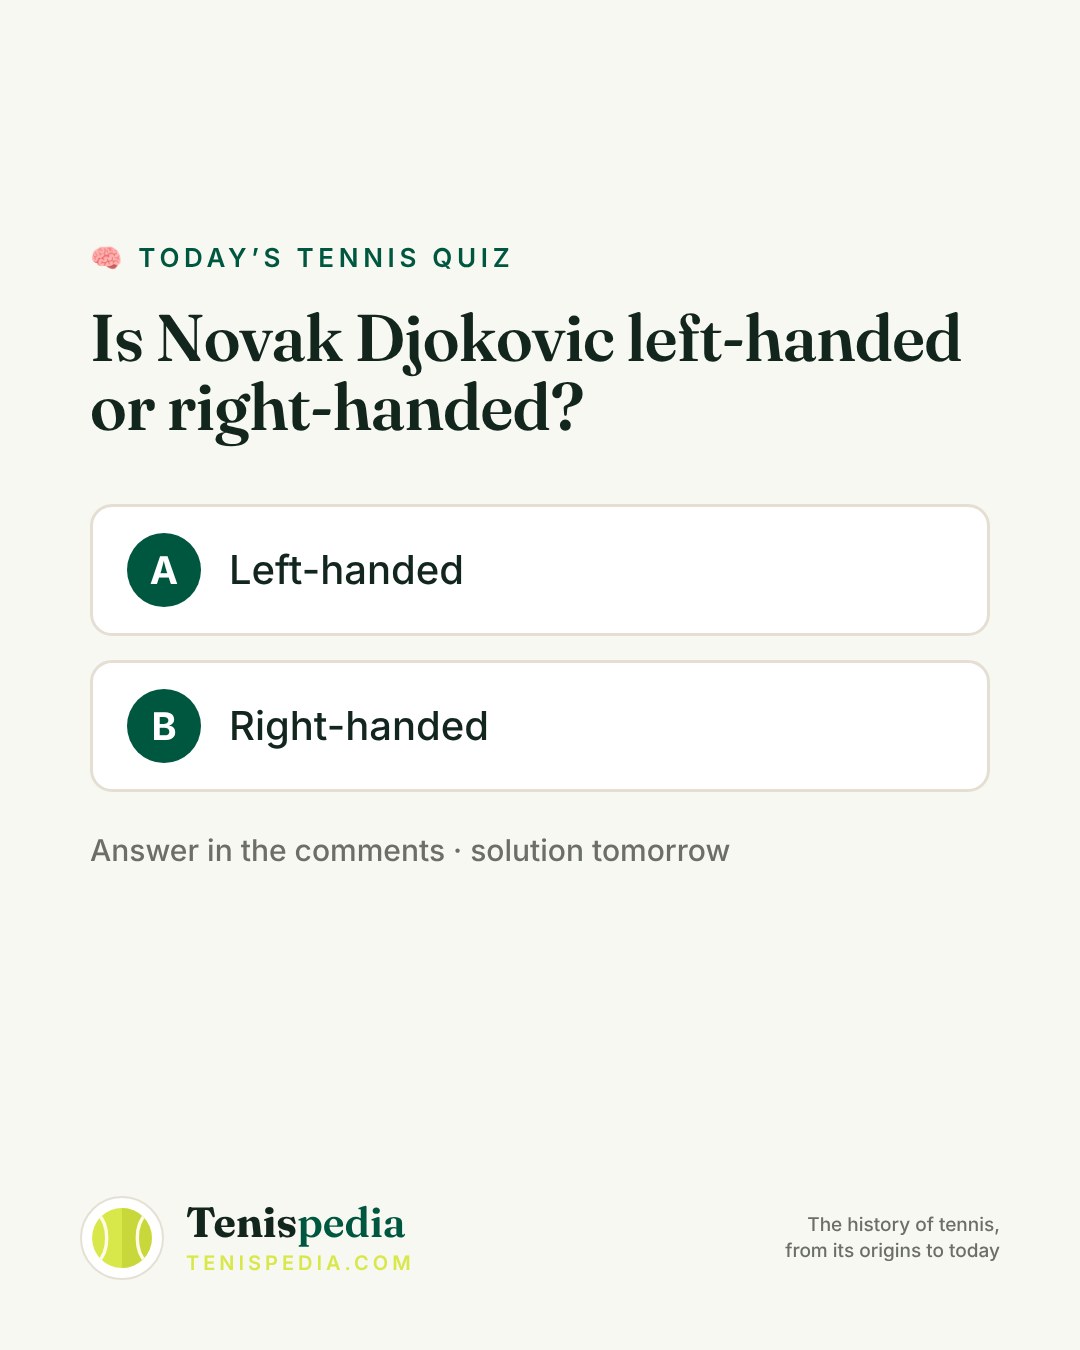 🧠 TODAY’S TENNIS QUIZ
Is Novak Djokovic left-handed
or right-handed?
A Left-handed
B Right-handed
Answer in the comments · solution tomorrow
Tenispedia
TENISPEDIA.COM
The history of tennis,
from its origins to today